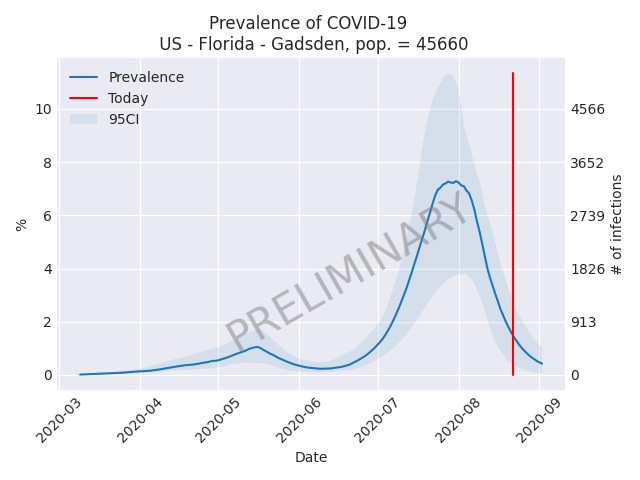 Prevalence of COVID-19
US - Florida - Gadsden, pop. = 45660
Prevalence
Today
95CI
PRELIMINARY
%
10
8
6
4
2
0
4566
3652
2739
1826
913
0
# of infections
2020-03
2020-04
2020-05
2020-06
2020-07
2020-08
2020-09
Date